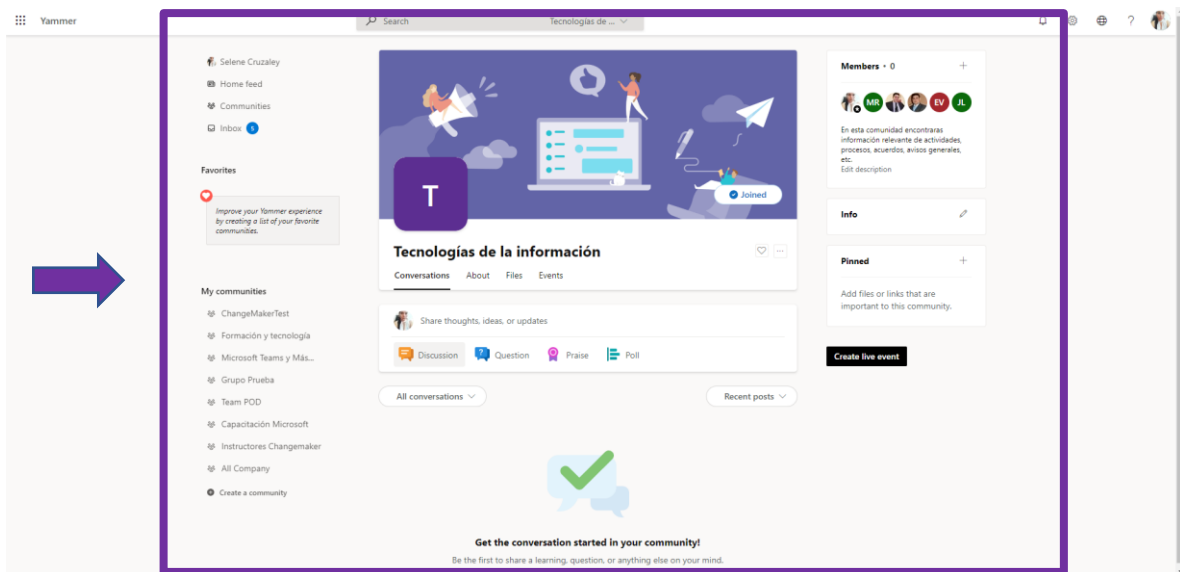 Yammer
Search
Tecnologías de ...
?
Selene Cruzaley
Home feed
Communities
Inbox 5
Favorites
Improve your Yammer experience
by creating a list of your favorite
communities.
My communities
ChangeMakerTest
Formación y tecnología
Microsoft Teams y Más...
Grupo Prueba
Team POD
Capacitación Microsoft
Instructores Changemaker
All Company
Create a community
T
Joined
Tecnologías de la información
Conversations About Files Events
Share thoughts, ideas, or updates
Discussion Question Praise Poll
All conversations
Recent posts
Get the conversation started in your community!
Be the first to share a learning, question, or anything else on your mind.
Members • 0
MR EV JL
En esta comunidad encontraras
información relevante de actividades,
procesos, acuerdos, avisos generales,
etc.
Edit description
Info
Pinned
Add files or links that are
important to this community.
Create live event